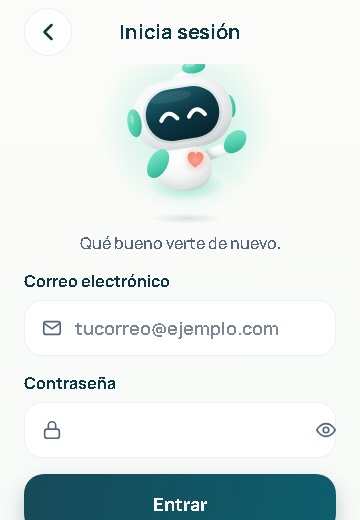 Inicia sesión
Qué bueno verte de nuevo.
Correo electrónico
tucorreo@ejemplo.com
Contraseña
Entrar